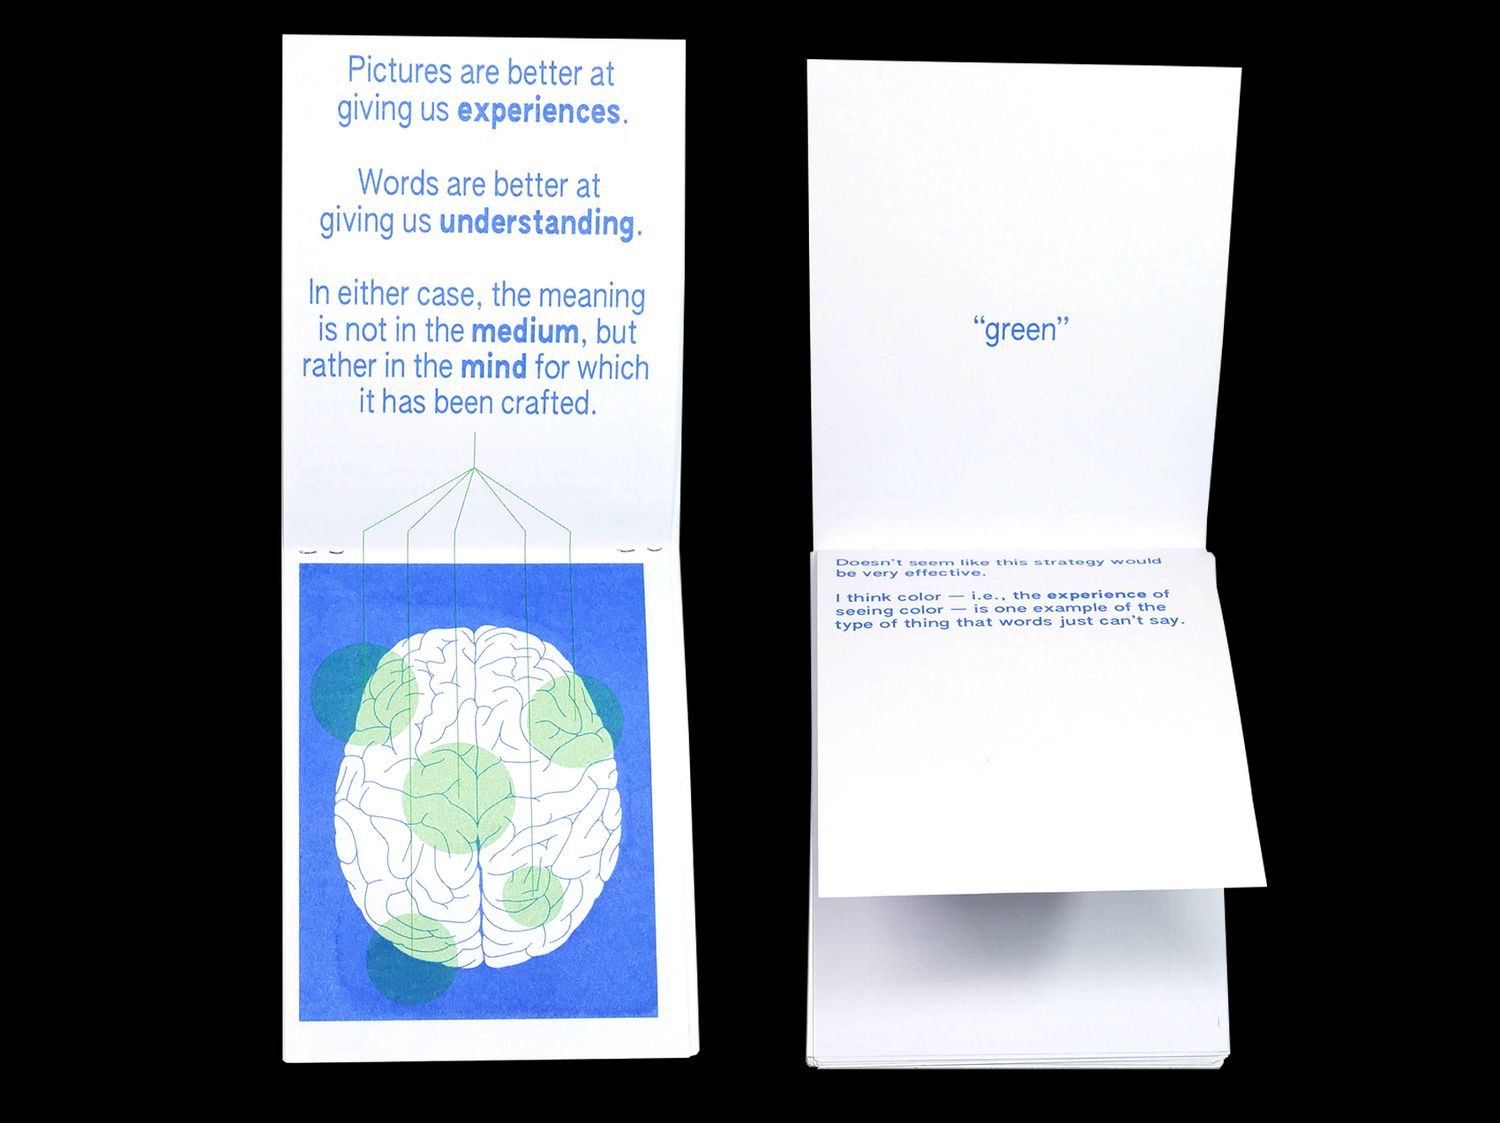 Pictures are better at
giving us experiences.
Words are better at
giving us understanding.
In either case, the meaning
is not in the medium, but
rather in the mind for which
it has been crafted.
“green”
Doesn't seem like this strategy would
be very effective.
I think color — i.e., the experience of
seeing color — is one example of the
type of thing that words just can't say.